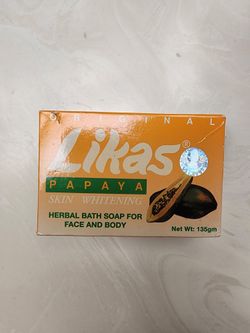 ORIGINAL
Likas®
PAPAYA
SKIN WHITENING
HERBAL BATH SOAP FOR
FACE AND BODY
Net Wt: 135gm